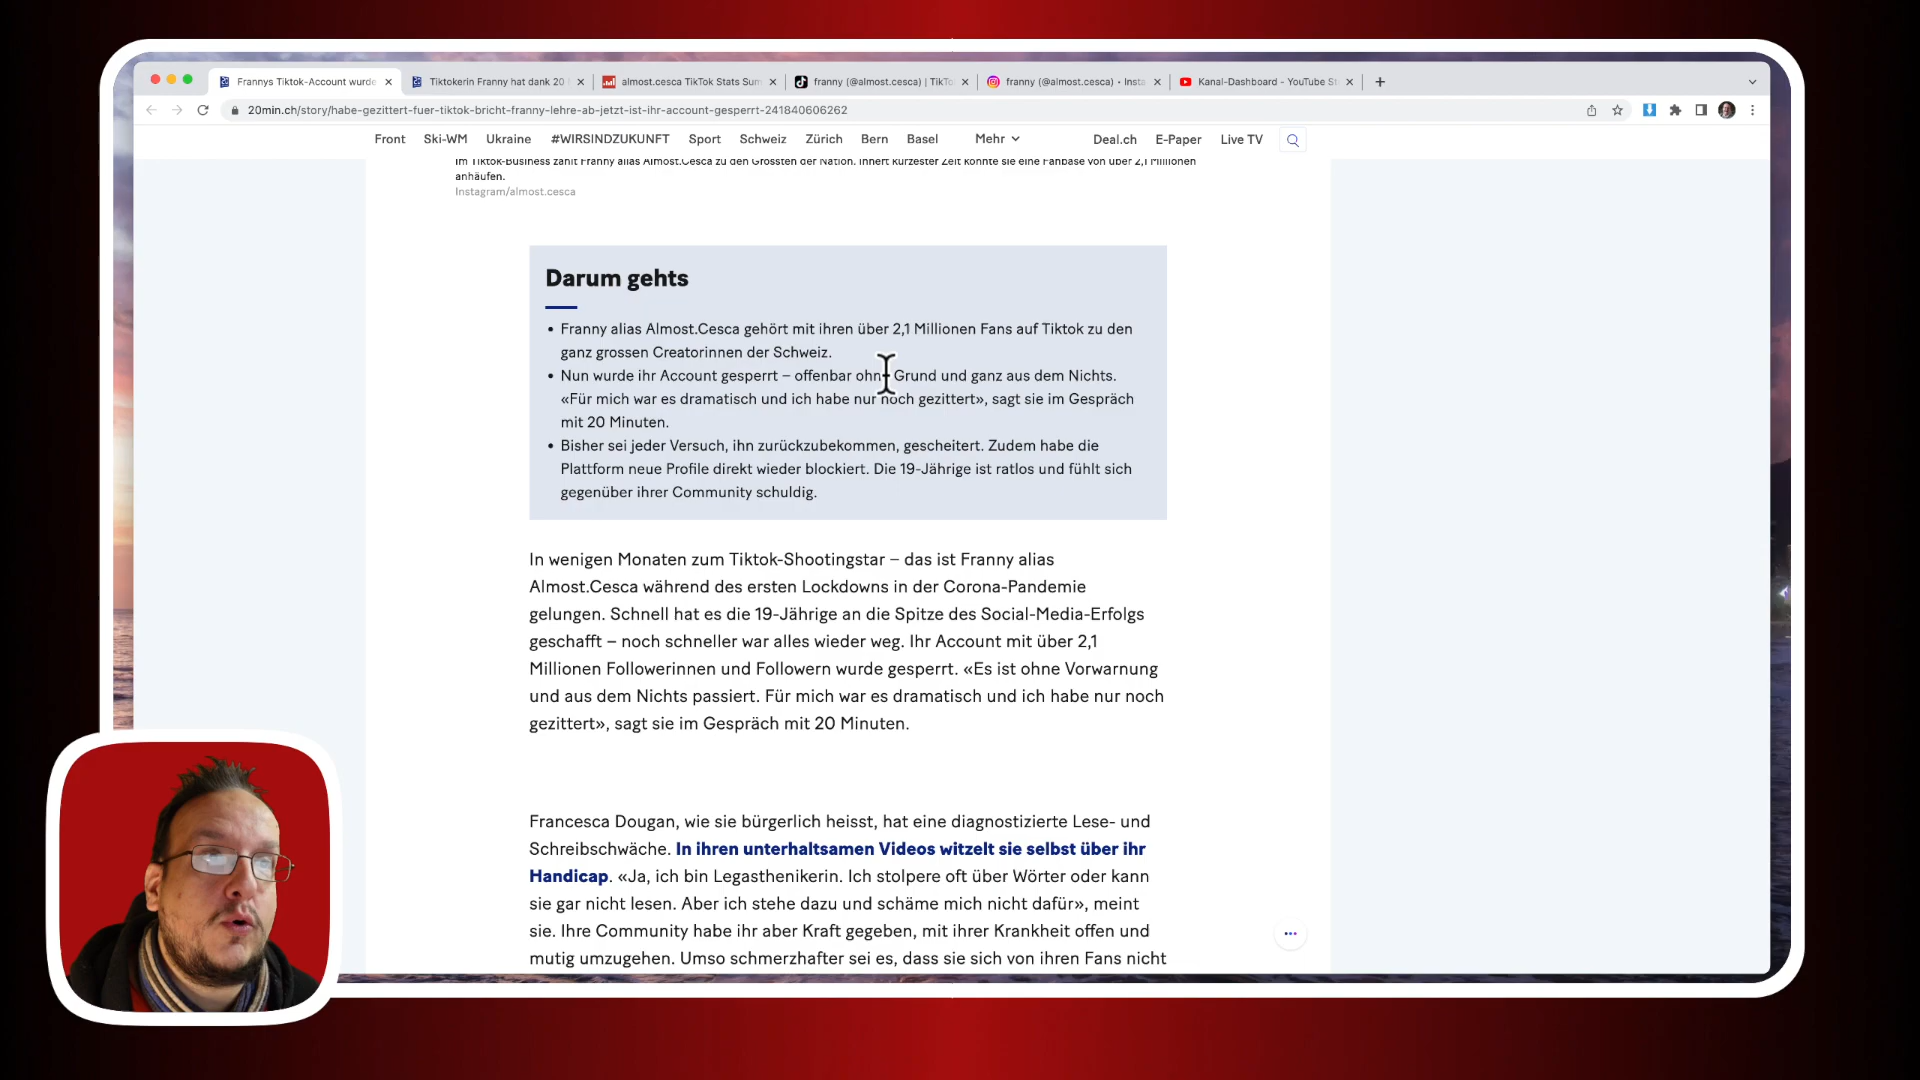 Frannys Tiktok-Account wurde
Tiktokerin Franny hat dank 20
almost.cesca TikTok Stats Sum
franny (@almost.cesca) | TikTo
franny (@almost.cesca) • Insta
Kanal-Dashboard - YouTube St
20min.ch/story/habe-gezittert-fuer-tiktok-bricht-franny-lehre-ab-jetzt-ist-ihr-account-gesperrt-241840606262
Front Ski-WM Ukraine #WIRSINDZUKUNFT Sport Schweiz Zürich Bern Basel Mehr Deal.ch E-Paper Live TV
Im Tiktok-Business zählt Franny alias Almost.Cesca zu den Grössten der Nation. Innert kürzester Zeit konnte sie eine Fanbase von über 2,1 Millionen
anhäufen.
Instagram/almost.cesca
Darum gehts
• Franny alias Almost.Cesca gehört mit ihren über 2,1 Millionen Fans auf Tiktok zu den
ganz grossen Creatorinnen der Schweiz.
• Nun wurde ihr Account gesperrt – offenbar ohne Grund und ganz aus dem Nichts.
«Für mich war es dramatisch und ich habe nur noch gezittert», sagt sie im Gespräch
mit 20 Minuten.
• Bisher sei jeder Versuch, ihn zurückzubekommen, gescheitert. Zudem habe die
Plattform neue Profile direkt wieder blockiert. Die 19-Jährige ist ratlos und fühlt sich
gegenüber ihrer Community schuldig.
In wenigen Monaten zum Tiktok-Shootingstar – das ist Franny alias
Almost.Cesca während des ersten Lockdowns in der Corona-Pandemie
gelungen. Schnell hat es die 19-Jährige an die Spitze des Social-Media-Erfolgs
geschafft – noch schneller war alles wieder weg. Ihr Account mit über 2,1
Millionen Followerinnen und Followern wurde gesperrt. «Es ist ohne Vorwarnung
und aus dem Nichts passiert. Für mich war es dramatisch und ich habe nur noch
gezittert», sagt sie im Gespräch mit 20 Minuten.
Francesca Dougan, wie sie bürgerlich heisst, hat eine diagnostizierte Lese- und
Schreibschwäche. In ihren unterhaltsamen Videos witzelt sie selbst über ihr
Handicap. «Ja, ich bin Legasthenikerin. Ich stolpere oft über Wörter oder kann
sie gar nicht lesen. Aber ich stehe dazu und schäme mich nicht dafür», meint
sie. Ihre Community habe ihr aber Kraft gegeben, mit ihrer Krankheit offen und
mutig umzugehen. Umso schmerzhafter sei es, dass sie sich von ihren Fans nicht